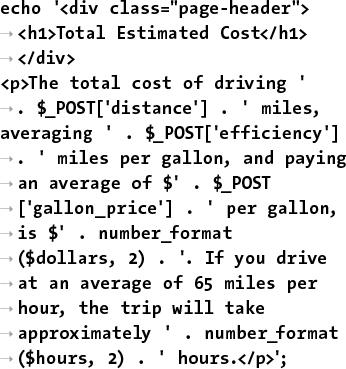 echo '<div class="page-header">
→ <h1>Total Estimated Cost</h1>
→ </div>
<p>The total cost of driving '
→ . $_POST['distance'] . ' miles,
averaging ' . $_POST['efficiency']
→ . ' miles per gallon, and paying
→ an average of $' . $_POST
→ ['gallon_price'] . ' per gallon,
→ is $' . number_format
→ ($dollars, 2) . '. If you drive
→ at an average of 65 miles per
→ hour, the trip will take
→ approximately ' . number_format
→ ($hours, 2) . ' hours.</p>';